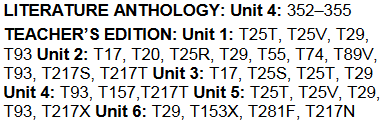 LITERATURE ANTHOLOGY: Unit 4: 352–355
TEACHER'S EDITION: Unit 1: T25T, T25V, T29,
T93 Unit 2: T17, T20, T25R, T29, T55, T74, T89V,
T93, T217S, T217T Unit 3: T17, T25S, T25T, T29
Unit 4: T93, T157,T217T Unit 5: T25T, T25V, T29,
T93, T217X Unit 6: T29, T153X, T281F, T217N